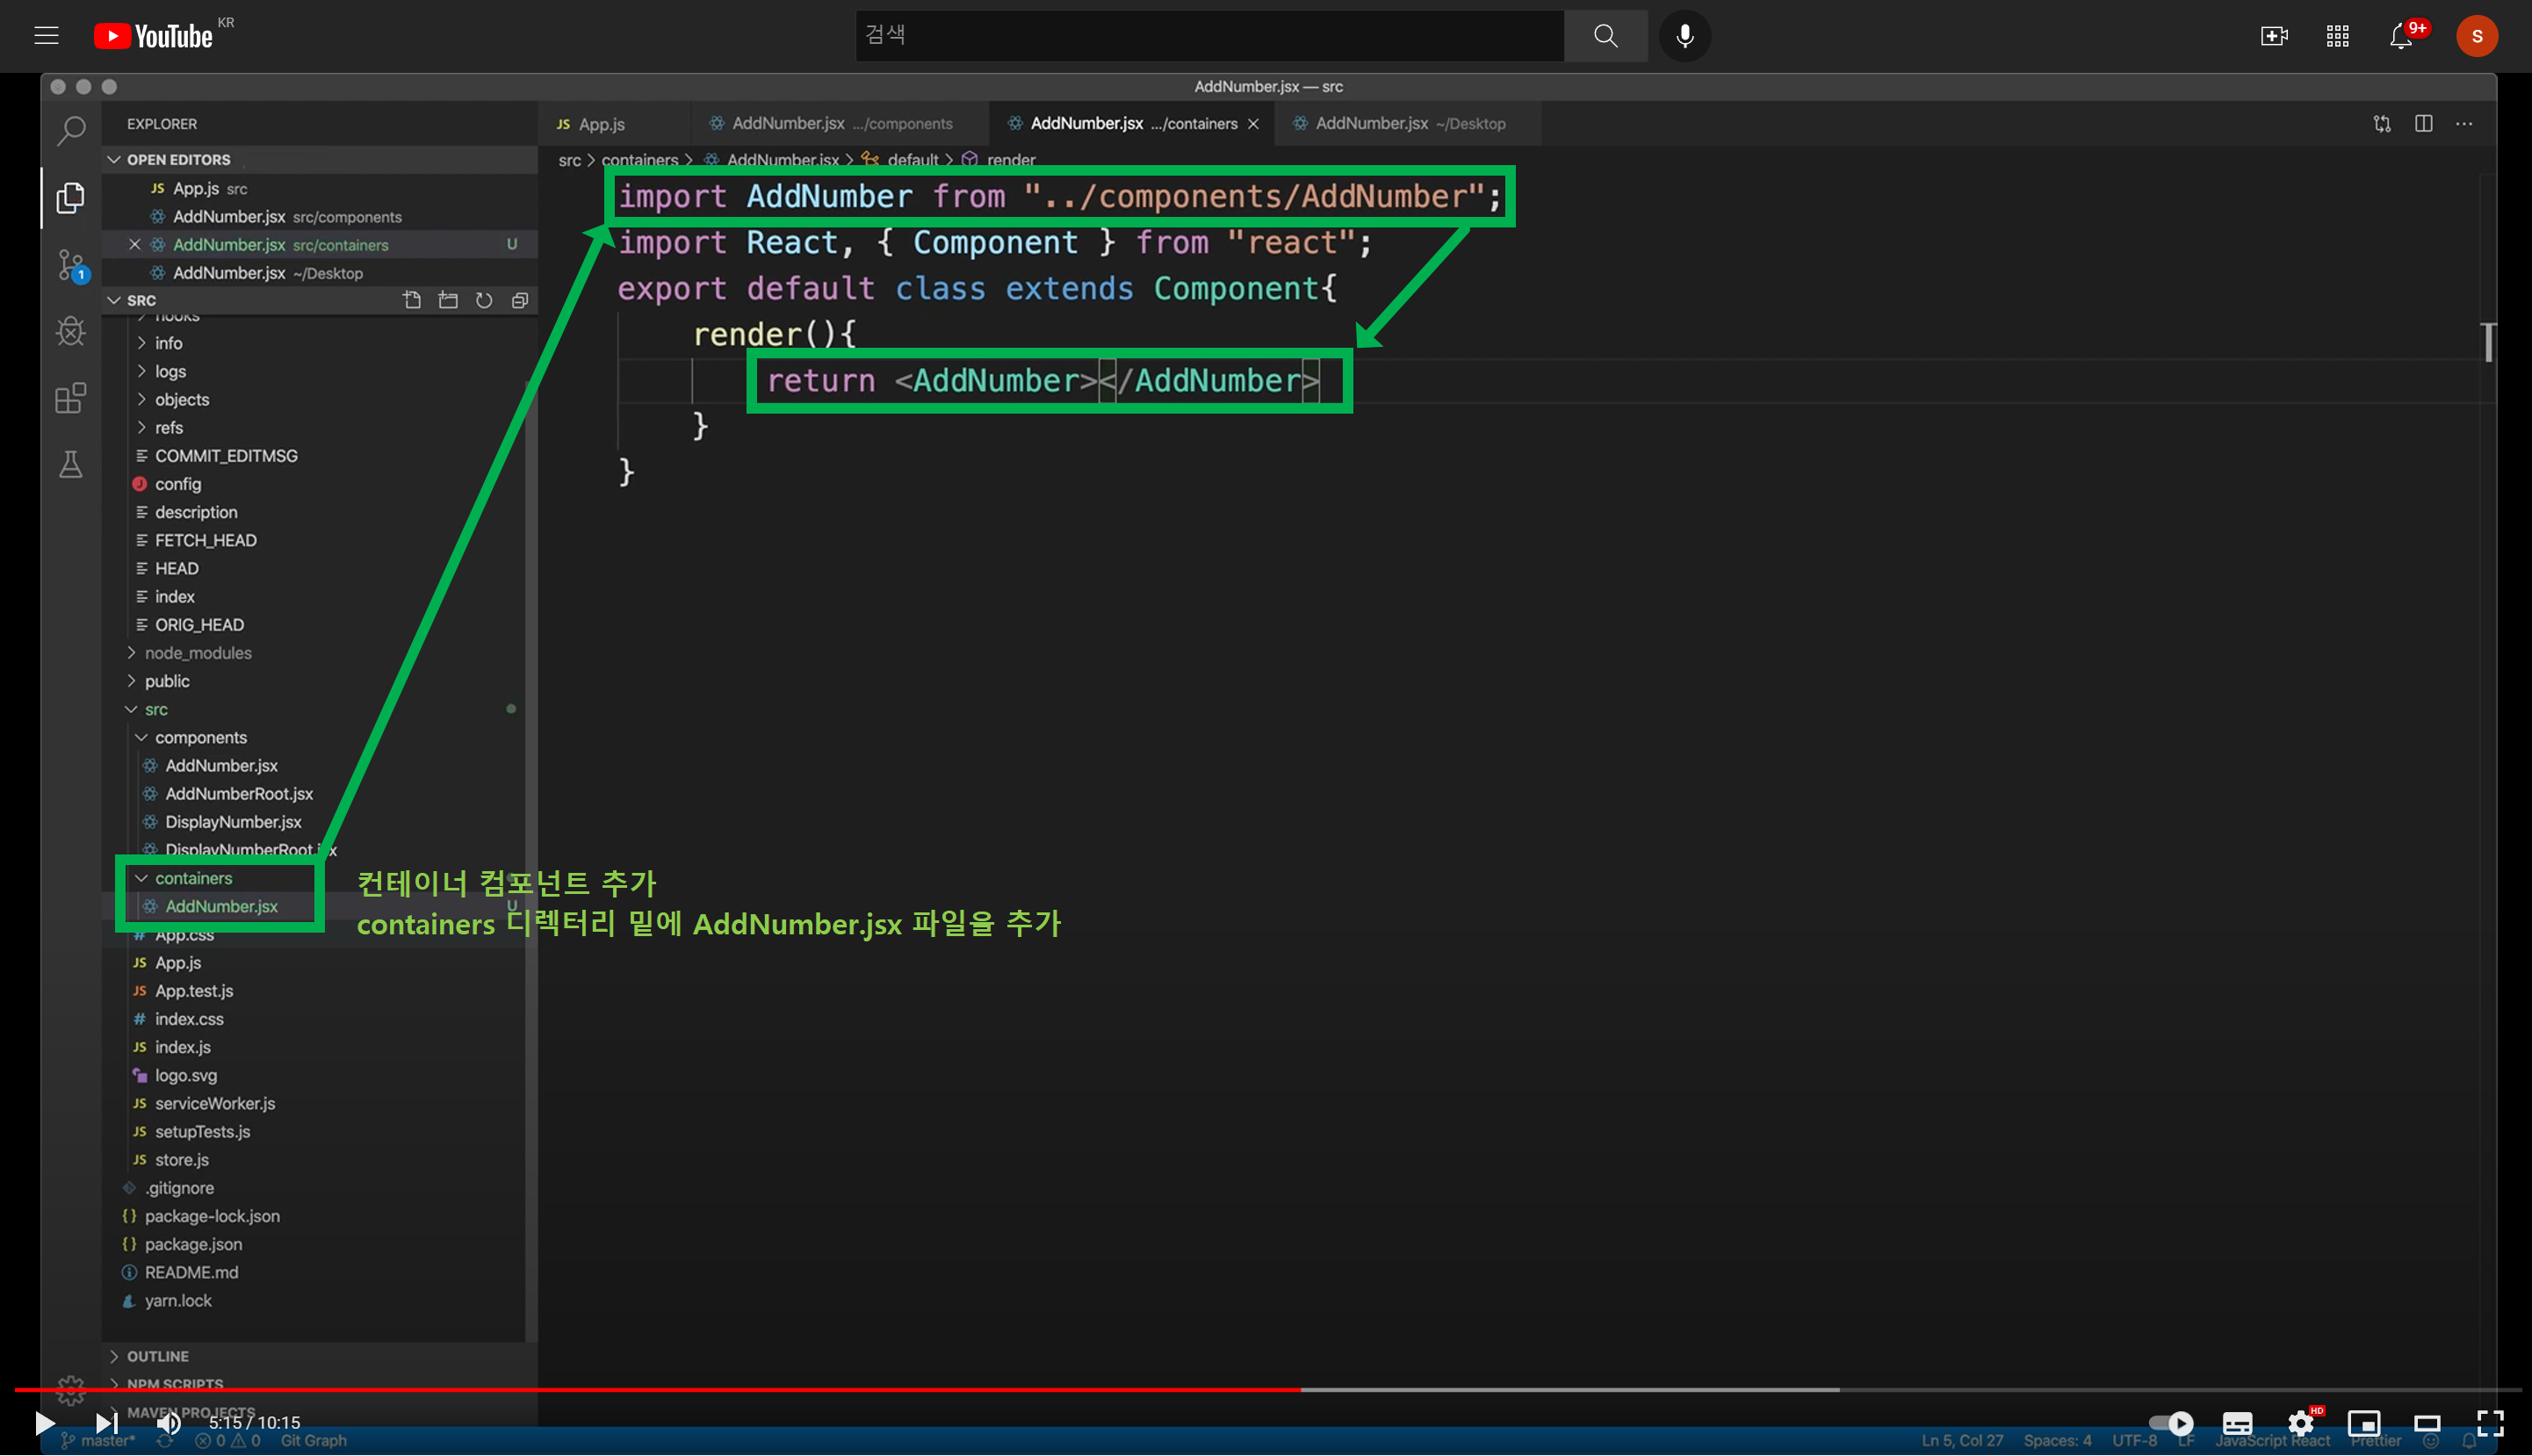 YouTube KR
검색
9+
S
AddNumber.jsx — src
EXPLORER
OPEN EDITORS
JS App.js src
AddNumber.jsx src/components
AddNumber.jsx src/containers U
AddNumber.jsx ~/Desktop
SRC
hooks
info
logs
objects
refs
COMMIT_EDITMSG
config
description
FETCH_HEAD
HEAD
index
ORIG_HEAD
node_modules
public
src
components
AddNumber.jsx
AddNumberRoot.jsx
DisplayNumber.jsx
DisplayNumberRoot.jsx
containers
AddNumber.jsx U
# App.css
JS App.js
JS App.test.js
# index.css
JS index.js
logo.svg
JS serviceWorker.js
JS setupTests.js
JS store.js
.gitignore
{} package-lock.json
{} package.json
README.md
yarn.lock
OUTLINE
NPM SCRIPTS
MAVEN PROJECTS
1
JS App.js
AddNumber.jsx .../components
AddNumber.jsx .../containers
AddNumber.jsx ~/Desktop
src > containers > AddNumber.jsx > default > render
import AddNumber from "../components/AddNumber";
import React, { Component } from "react";
export default class extends Component{
render(){
return <AddNumber></AddNumber>
}
}
컨테이너 컴포넌트 추가
containers 디렉터리 밑에 AddNumber.jsx 파일을 추가
5:15 / 10:15
HD
master* 0 0 Git Graph
Ln 5, Col 27 Spaces: 4 UTF-8 LF JavaScript React Prettier